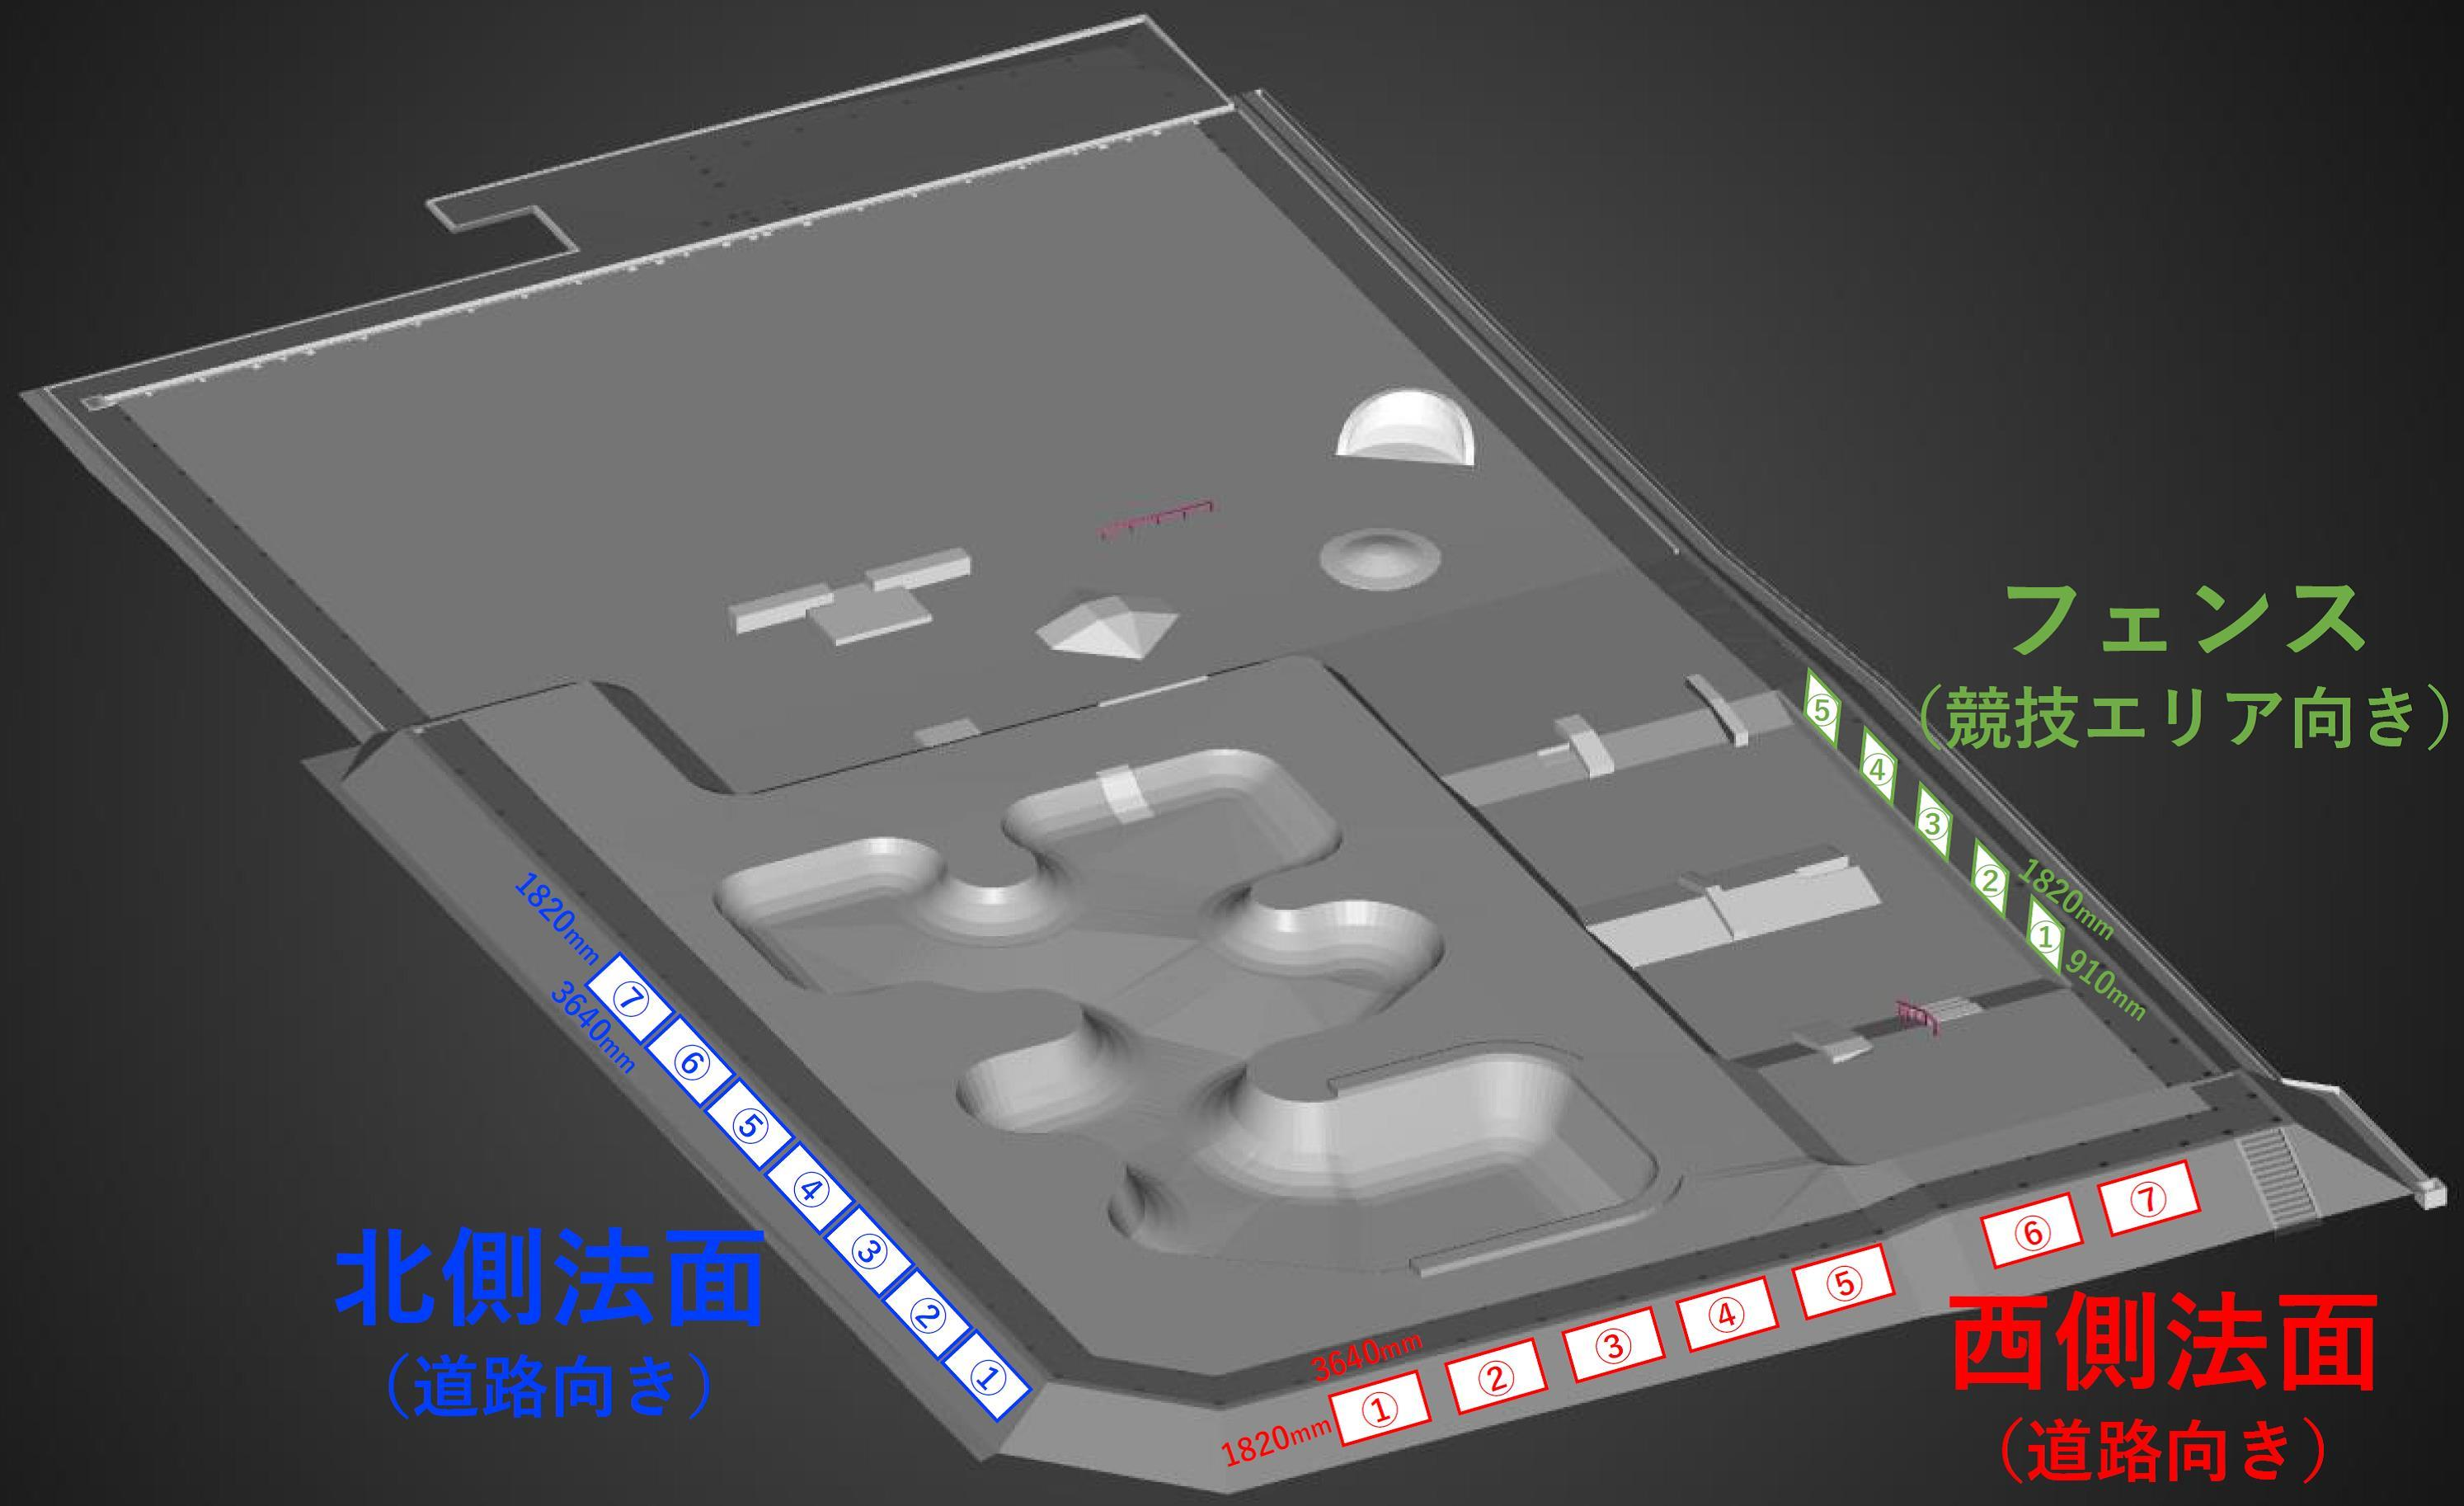 フェンス
（競技エリア向き）
⑤
④
③
②
①
1820mm
910mm
1820mm
3640mm
⑦
⑥
⑤
④
③
②
①
北側法面
（道路向き）
3640mm
1820mm
①
②
③
④
⑤
⑥
⑦
西側法面
（道路向き）